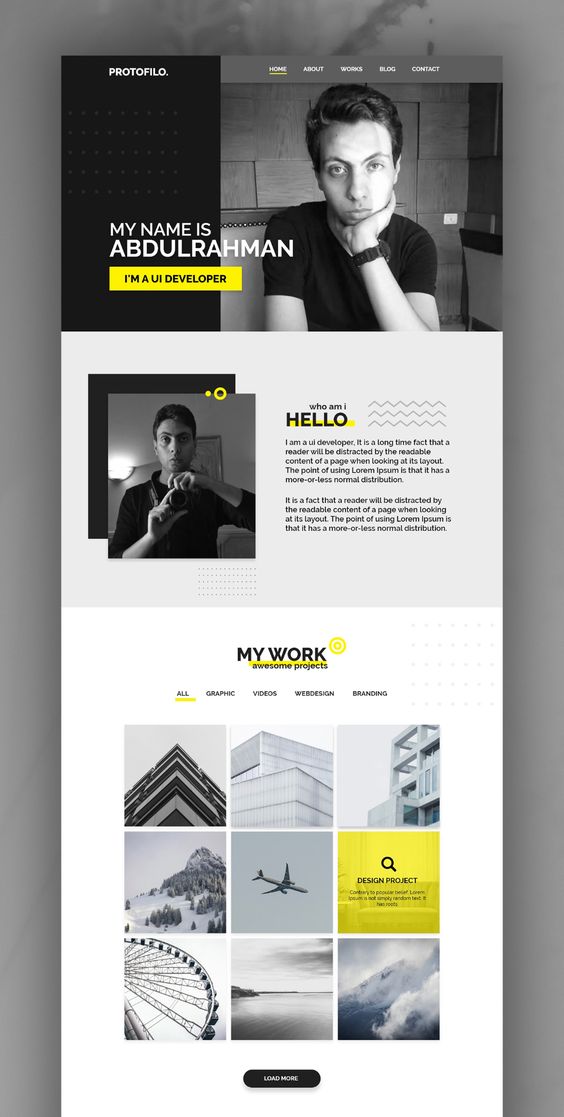 PROTOFILO.
HOME ABOUT WORKS BLOG CONTACT
MY NAME IS
ABDULRAHMAN
I'M A UI DEVELOPER
who am i
HELLO
I am a ui developer, It is a long time fact that a
reader will be distracted by the readable
content of a page when looking at its layout.
The point of using Lorem Ipsum is that it has a
more-or-less normal distribution.
It is a fact that a reader will be distracted by
the readable content of a page when looking
at its layout. The point of using Lorem Ipsum is
that it has a more-or-less normal distribution.
MY WORK
awesome projects
ALL GRAPHIC VIDEOS WEBDESIGN BRANDING
DESIGN PROJECT
Contrary to popular belief, Lorem
Ipsum is not simply random text. It
has roots
LOAD MORE